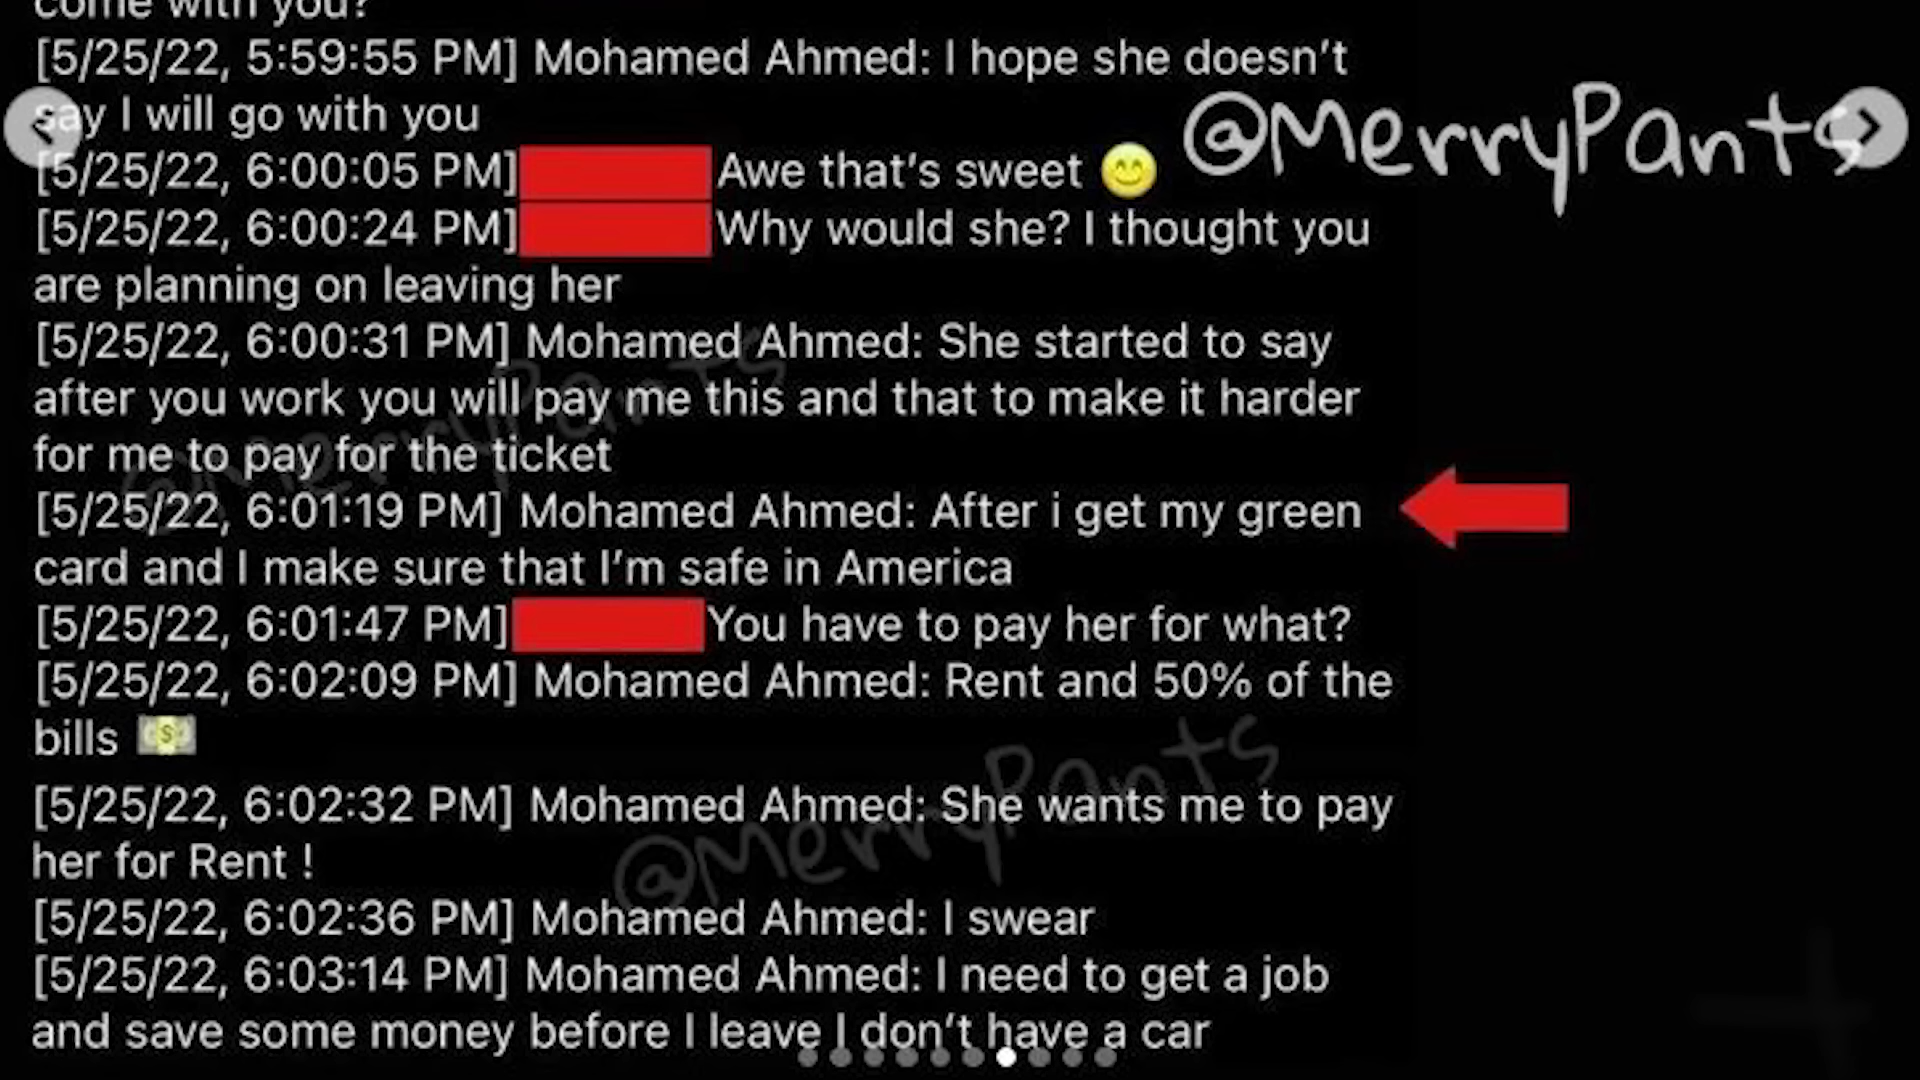 come with you?
[5/25/22, 5:59:55 PM] Mohamed Ahmed: I hope she doesn't
say I will go with you
@MerryPants
[5/25/22, 6:00:05 PM] Awe that's sweet 😊
[5/25/22, 6:00:24 PM] Why would she? I thought you
are planning on leaving her
[5/25/22, 6:00:31 PM] Mohamed Ahmed: She started to say
after you work you will pay me this and that to make it harder
for me to pay for the ticket
@MerryPants
[5/25/22, 6:01:19 PM] Mohamed Ahmed: After i get my green
card and I make sure that I'm safe in America
[5/25/22, 6:01:47 PM] You have to pay her for what?
[5/25/22, 6:02:09 PM] Mohamed Ahmed: Rent and 50% of the
bills 💵
[5/25/22, 6:02:32 PM] Mohamed Ahmed: She wants me to pay
her for Rent !
@MerryPants
[5/25/22, 6:02:36 PM] Mohamed Ahmed: I swear
[5/25/22, 6:03:14 PM] Mohamed Ahmed: I need to get a job
and save some money before I leave I don't have a car